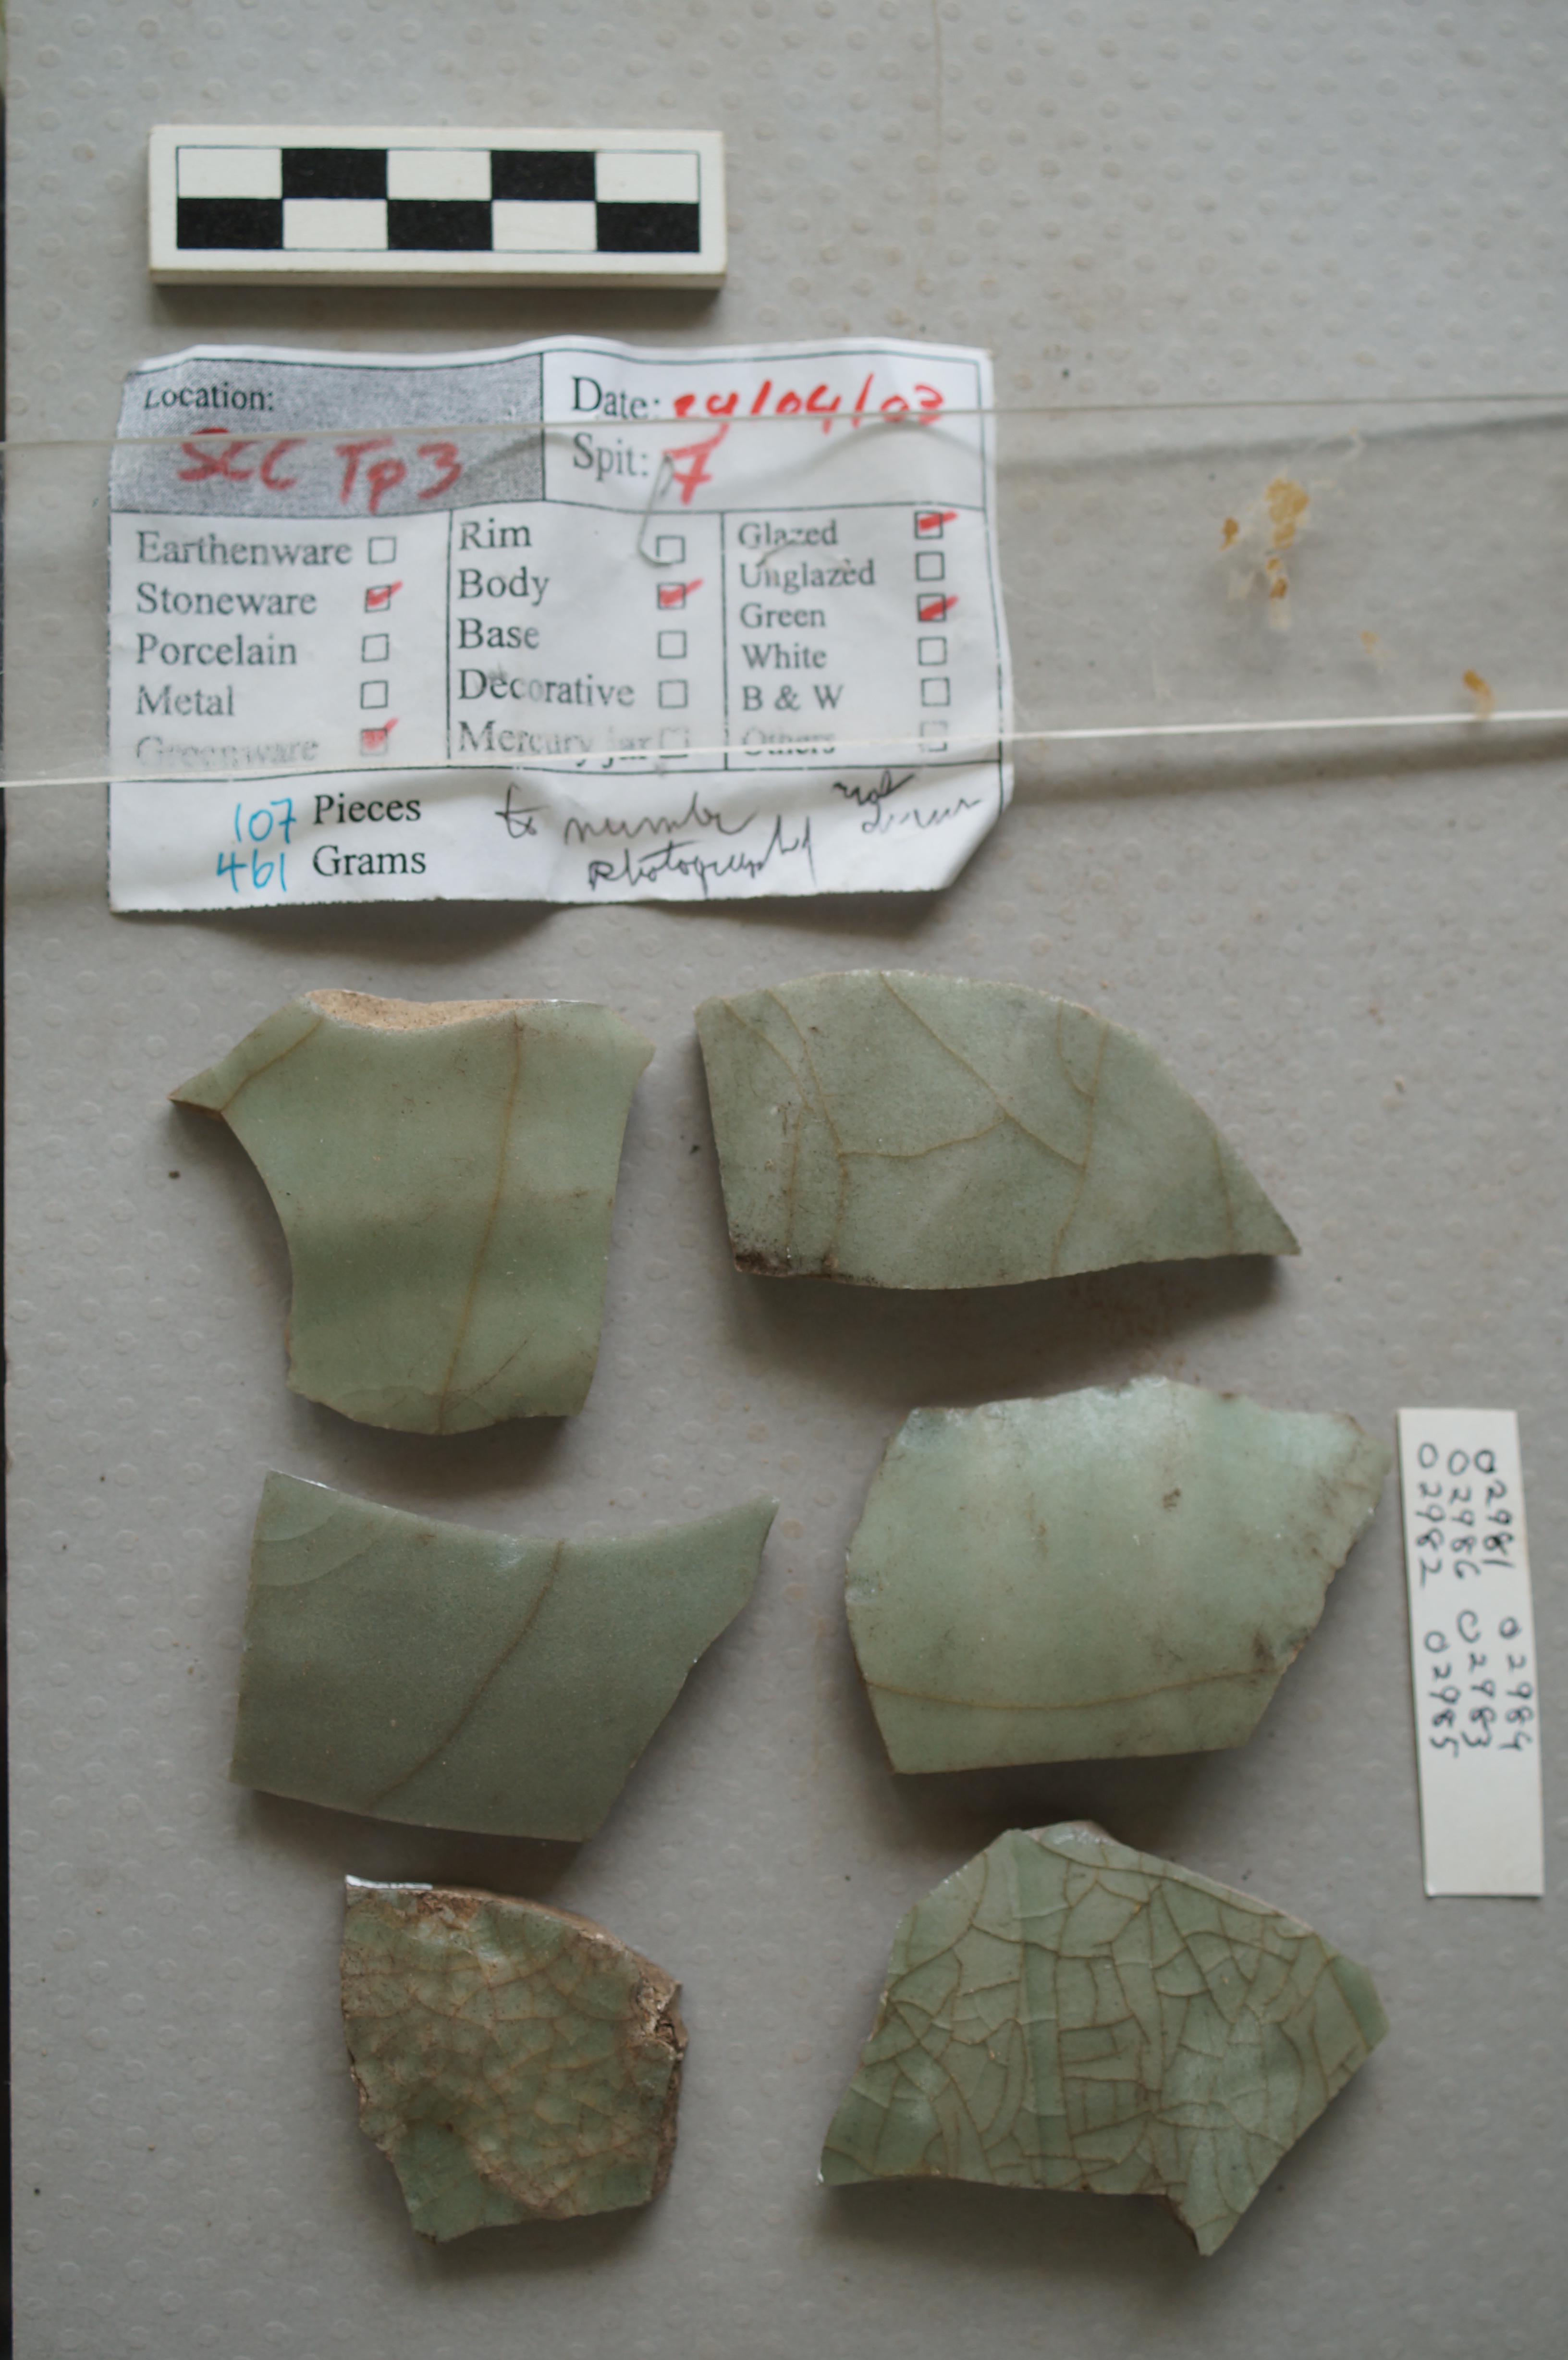 Location:
SCC Tp3
Date: 24/04/03
Spit: 7
Earthenware
Stoneware
Porcelain
Metal
Greenware
Rim
Body
Base
Decorative
Mercury jar
Glazed
Unglazed
Green
White
B & W
Others
107 Pieces
461 Grams
to number
not
photographed
02981 02984
02986 02983
02982 02985